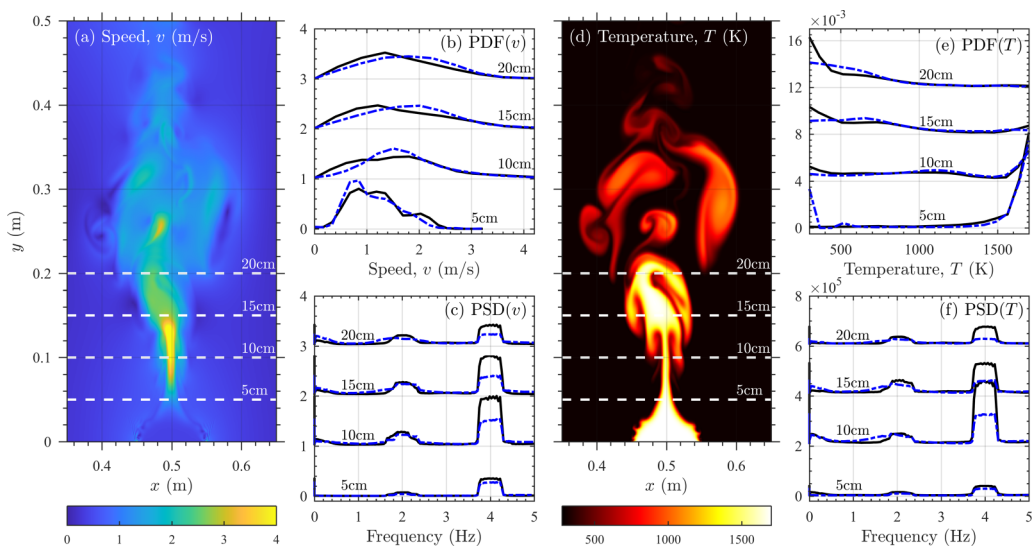 (a) Speed, v (m/s)
0.5
0.4
0.3
0.2
0.1
0
y (m)
20cm
15cm
10cm
5cm
0.4 0.5 0.6
x (m)
0 1 2 3 4
(b) PDF(v)
4
3
2
1
0
20cm
15cm
10cm
5cm
0 1 2 3 4
Speed, v (m/s)
(c) PSD(v)
4
3
2
1
0
20cm
15cm
10cm
5cm
0 1 2 3 4 5
Frequency (Hz)
(d) Temperature, T (K)
20cm
15cm
10cm
5cm
0.4 0.5 0.6
x (m)
500 1000 1500
×10-3
(e) PDF(T)
16
12
8
4
0
20cm
15cm
10cm
5cm
500 1000 1500
Temperature, T (K)
×105
(f) PSD(T)
8
6
4
2
0
20cm
15cm
10cm
5cm
0 1 2 3 4 5
Frequency (Hz)